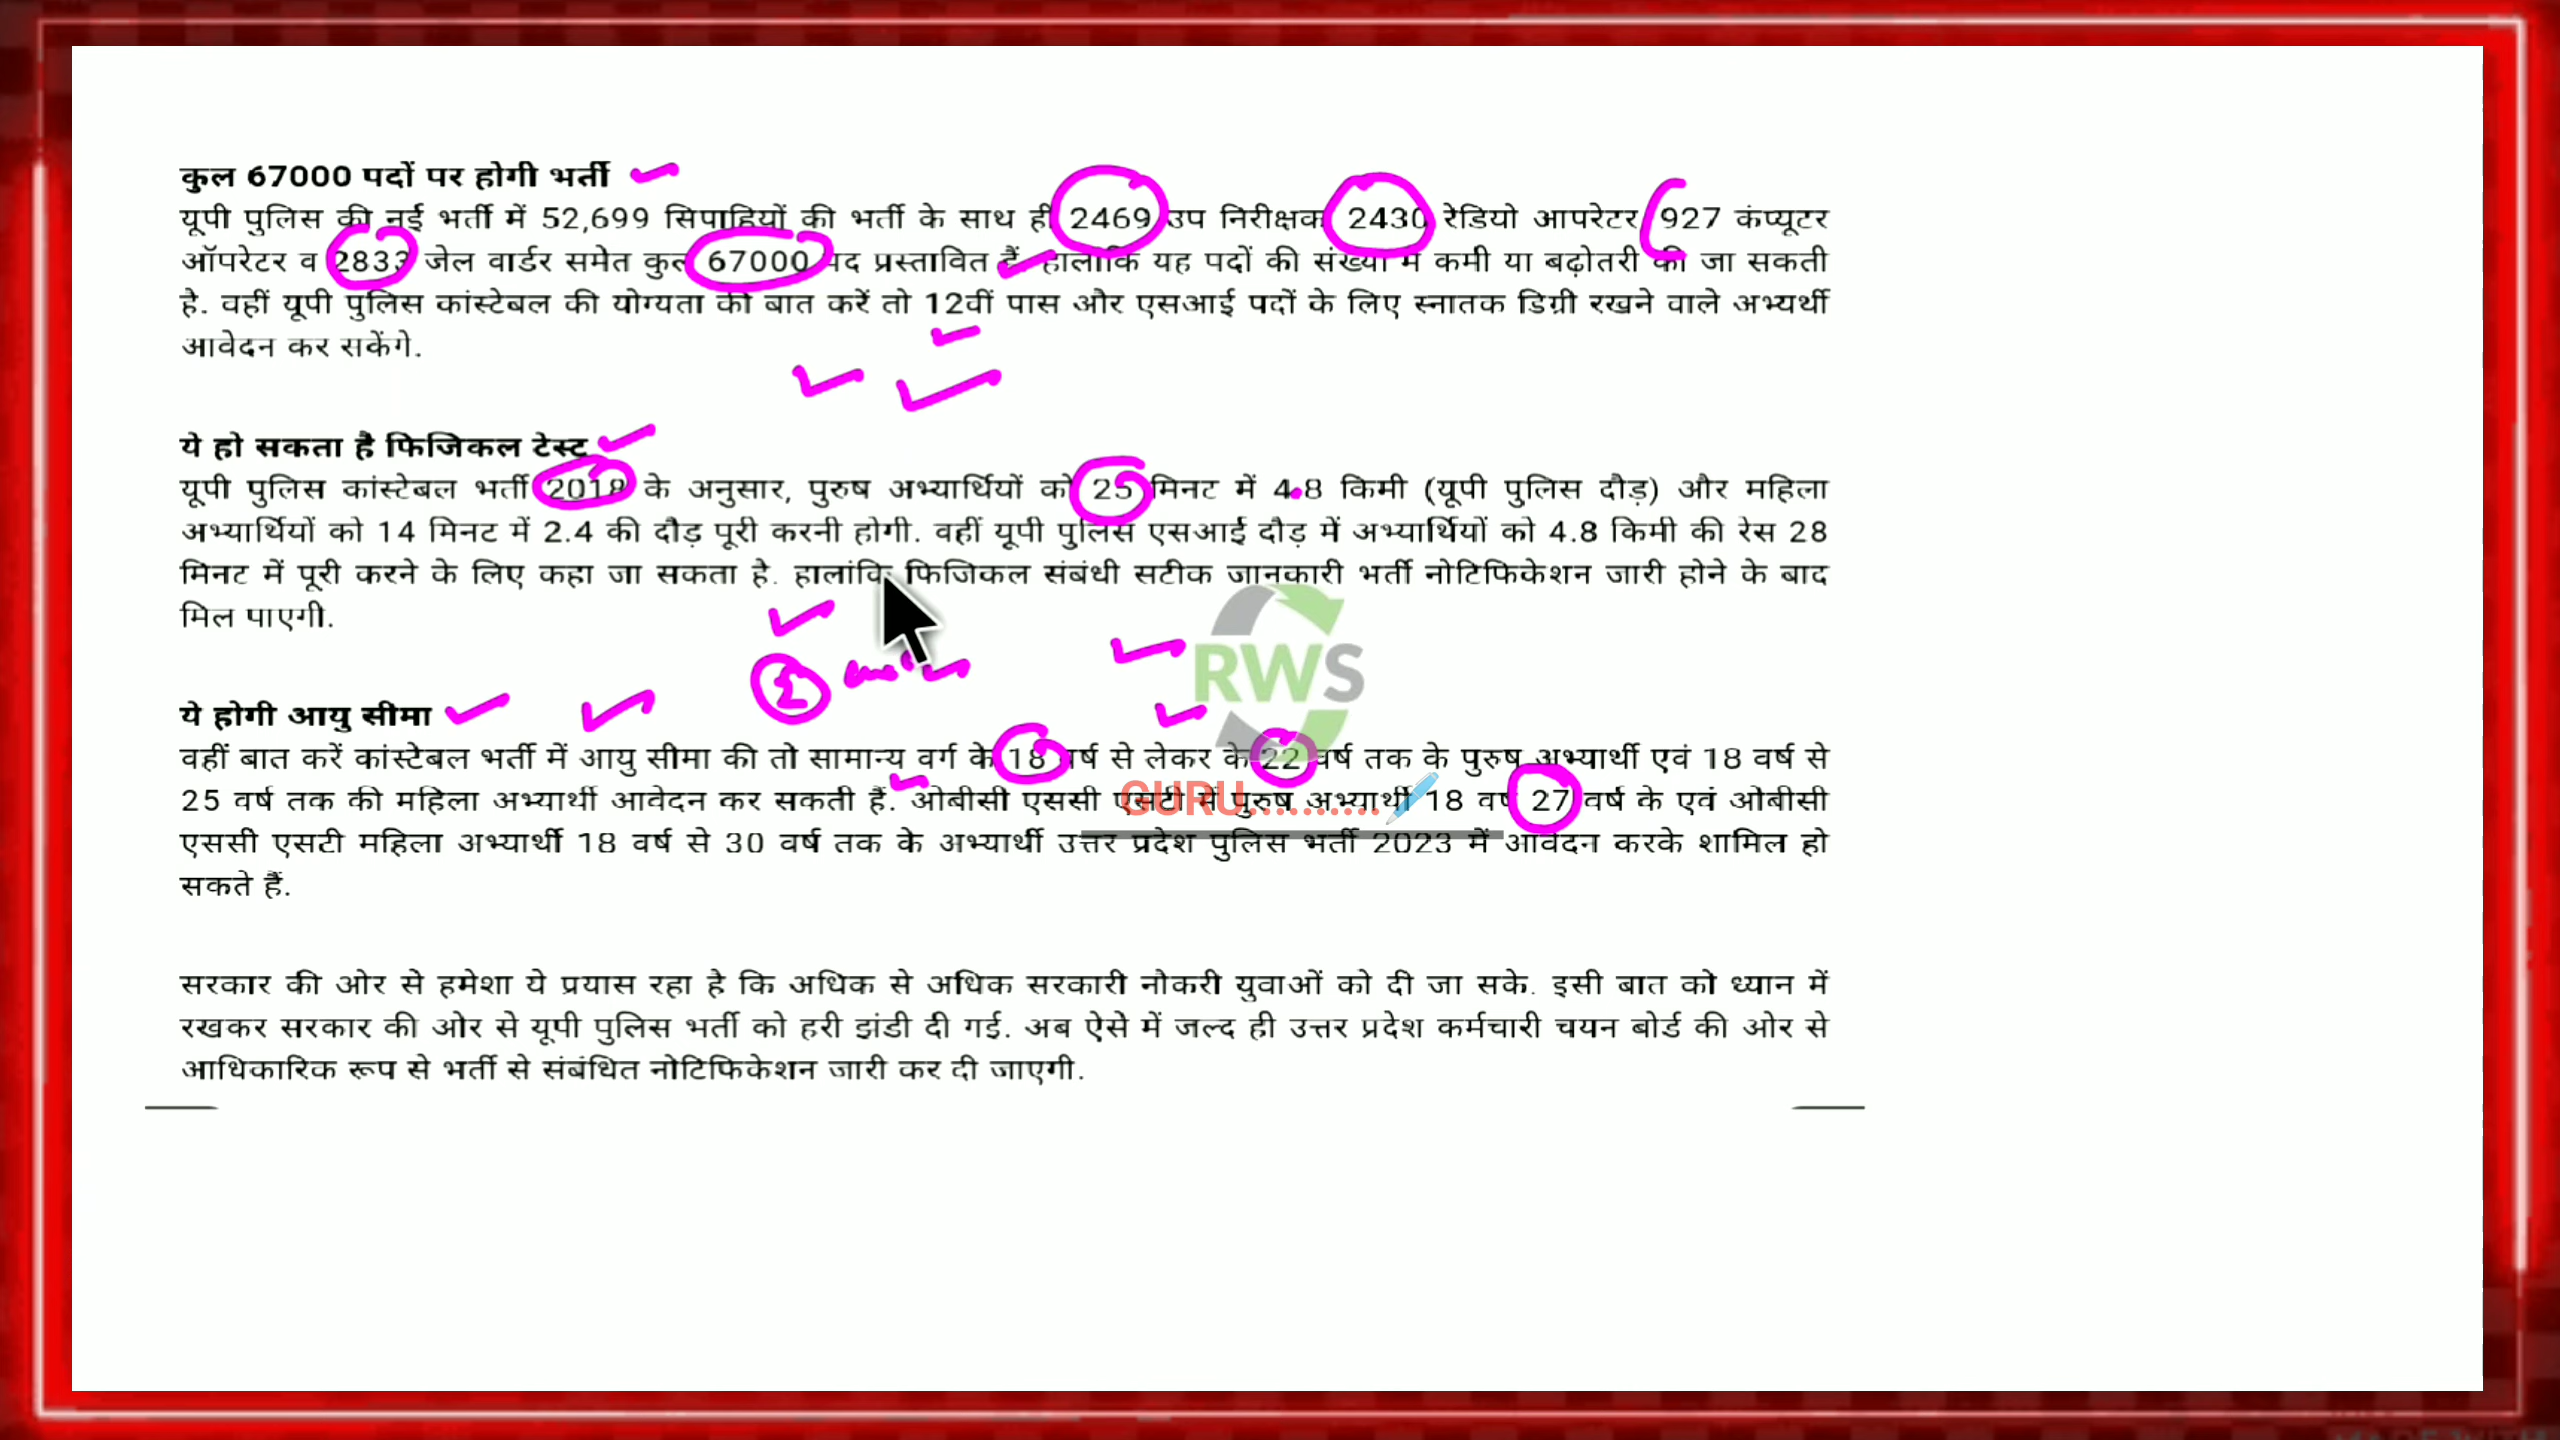 कुल 67000 पदों पर होगी भर्ती
यूपी पुलिस की नई भर्ती में 52,699 सिपाहियों की भर्ती के साथ ही 2469 उप निरीक्षक 2430 रेडियो आपरेटर 927 कंप्यूटर
ऑपरेटर व 2833 जेल वार्डर समेत कुल 67000 पद प्रस्तावित हैं. हालांकि यह पदों की संख्या में कमी या बढ़ोतरी की जा सकती
है. वहीं यूपी पुलिस कांस्टेबल की योग्यता की बात करें तो 12वीं पास और एसआई पदों के लिए स्नातक डिग्री रखने वाले अभ्यर्थी
आवेदन कर सकेंगे.
ये हो सकता है फिजिकल टेस्ट
यूपी पुलिस कांस्टेबल भर्ती 2018 के अनुसार, पुरुष अभ्यार्थियों को 25 मिनट में 4.8 किमी (यूपी पुलिस दौड़) और महिला
अभ्यार्थियों को 14 मिनट में 2.4 की दौड़ पूरी करनी होगी. वहीं यूपी पुलिस एसआई दौड़ में अभ्यार्थियों को 4.8 किमी की रेस 28
मिनट में पूरी करने के लिए कहा जा सकता है. हालांकि फिजिकल संबंधी सटीक जानकारी भर्ती नोटिफिकेशन जारी होने के बाद
मिल पाएगी.
RWS
ये होगी आयु सीमा
वहीं बात करें कांस्टेबल भर्ती में आयु सीमा की तो सामान्य वर्ग के 18 वर्ष से लेकर के 22 वर्ष तक के पुरुष अभ्यार्थी एवं 18 वर्ष से
25 वर्ष तक की महिला अभ्यार्थी आवेदन कर सकती हैं. ओबीसी एससी एसटी में पुरुष अभ्यार्थी 18 वर्ष 27 वर्ष के एवं ओबीसी
GURU...........
एससी एसटी महिला अभ्यार्थी 18 वर्ष से 30 वर्ष तक के अभ्यार्थी उत्तर प्रदेश पुलिस भर्ती 2023 में आवेदन करके शामिल हो
सकते हैं.
सरकार की ओर से हमेशा ये प्रयास रहा है कि अधिक से अधिक सरकारी नौकरी युवाओं को दी जा सके. इसी बात को ध्यान में
रखकर सरकार की ओर से यूपी पुलिस भर्ती को हरी झंडी दी गई. अब ऐसे में जल्द ही उत्तर प्रदेश कर्मचारी चयन बोर्ड की ओर से
आधिकारिक रूप से भर्ती से संबंधित नोटिफिकेशन जारी कर दी जाएगी.